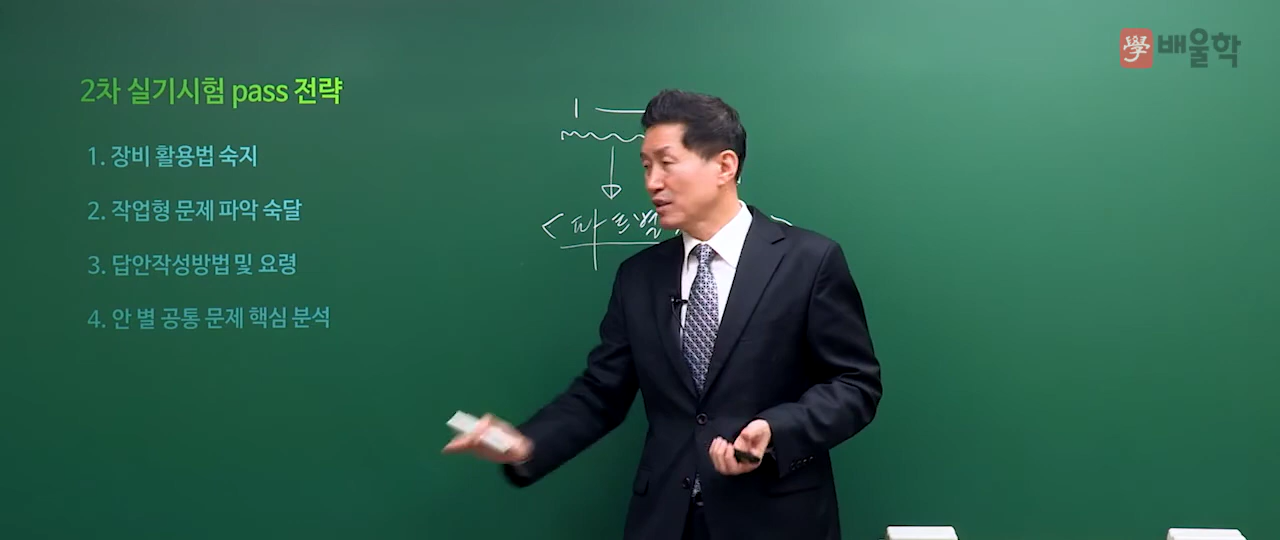 學 배울학
2차 실기시험 pass 전략
1. 장비 활용법 숙지
2. 작업형 문제 파악 숙달
3. 답안작성방법 및 요령
4. 안 별 공통 문제 핵심 분석